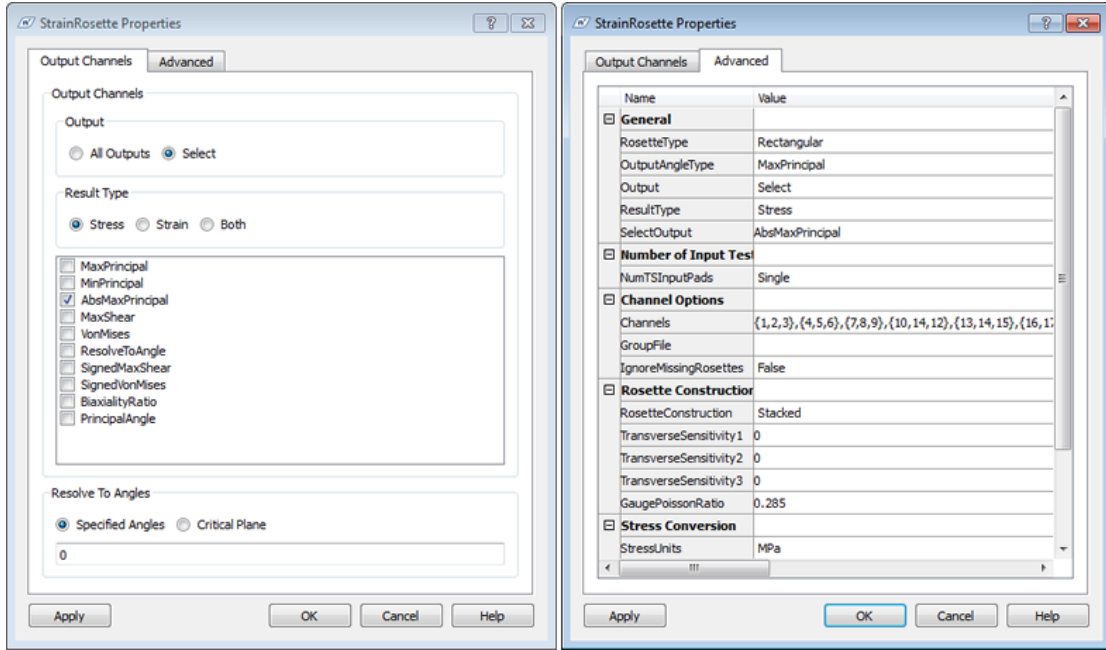 StrainRosette Properties
Output Channels Advanced
Output Channels
Output
All Outputs Select
Result Type
Stress Strain Both
MaxPrincipal
MinPrincipal
AbsMaxPrincipal
MaxShear
VonMises
ResolveToAngle
SignedMaxShear
SignedVonMises
BiaxialityRatio
PrincipalAngle
Resolve To Angles
Specified Angles Critical Plane
0
Apply OK Cancel Help
StrainRosette Properties
Output Channels Advanced
Name Value
General
RosetteType Rectangular
OutputAngleType MaxPrincipal
Output Select
ResultType Stress
SelectOutput AbsMaxPrincipal
Number of Input Test
NumTSInputPads Single
Channel Options
Channels {1,2,3},{4,5,6},{7,8,9},{10,14,12},{13,14,15},{16,17
GroupFile
IgnoreMissingRosettes False
Rosette Construction
RosetteConstruction Stacked
TransverseSensitivity1 0
TransverseSensitivity2 0
TransverseSensitivity3 0
GaugePoissonRatio 0.285
Stress Conversion
StressUnits MPa
Apply OK Cancel Help